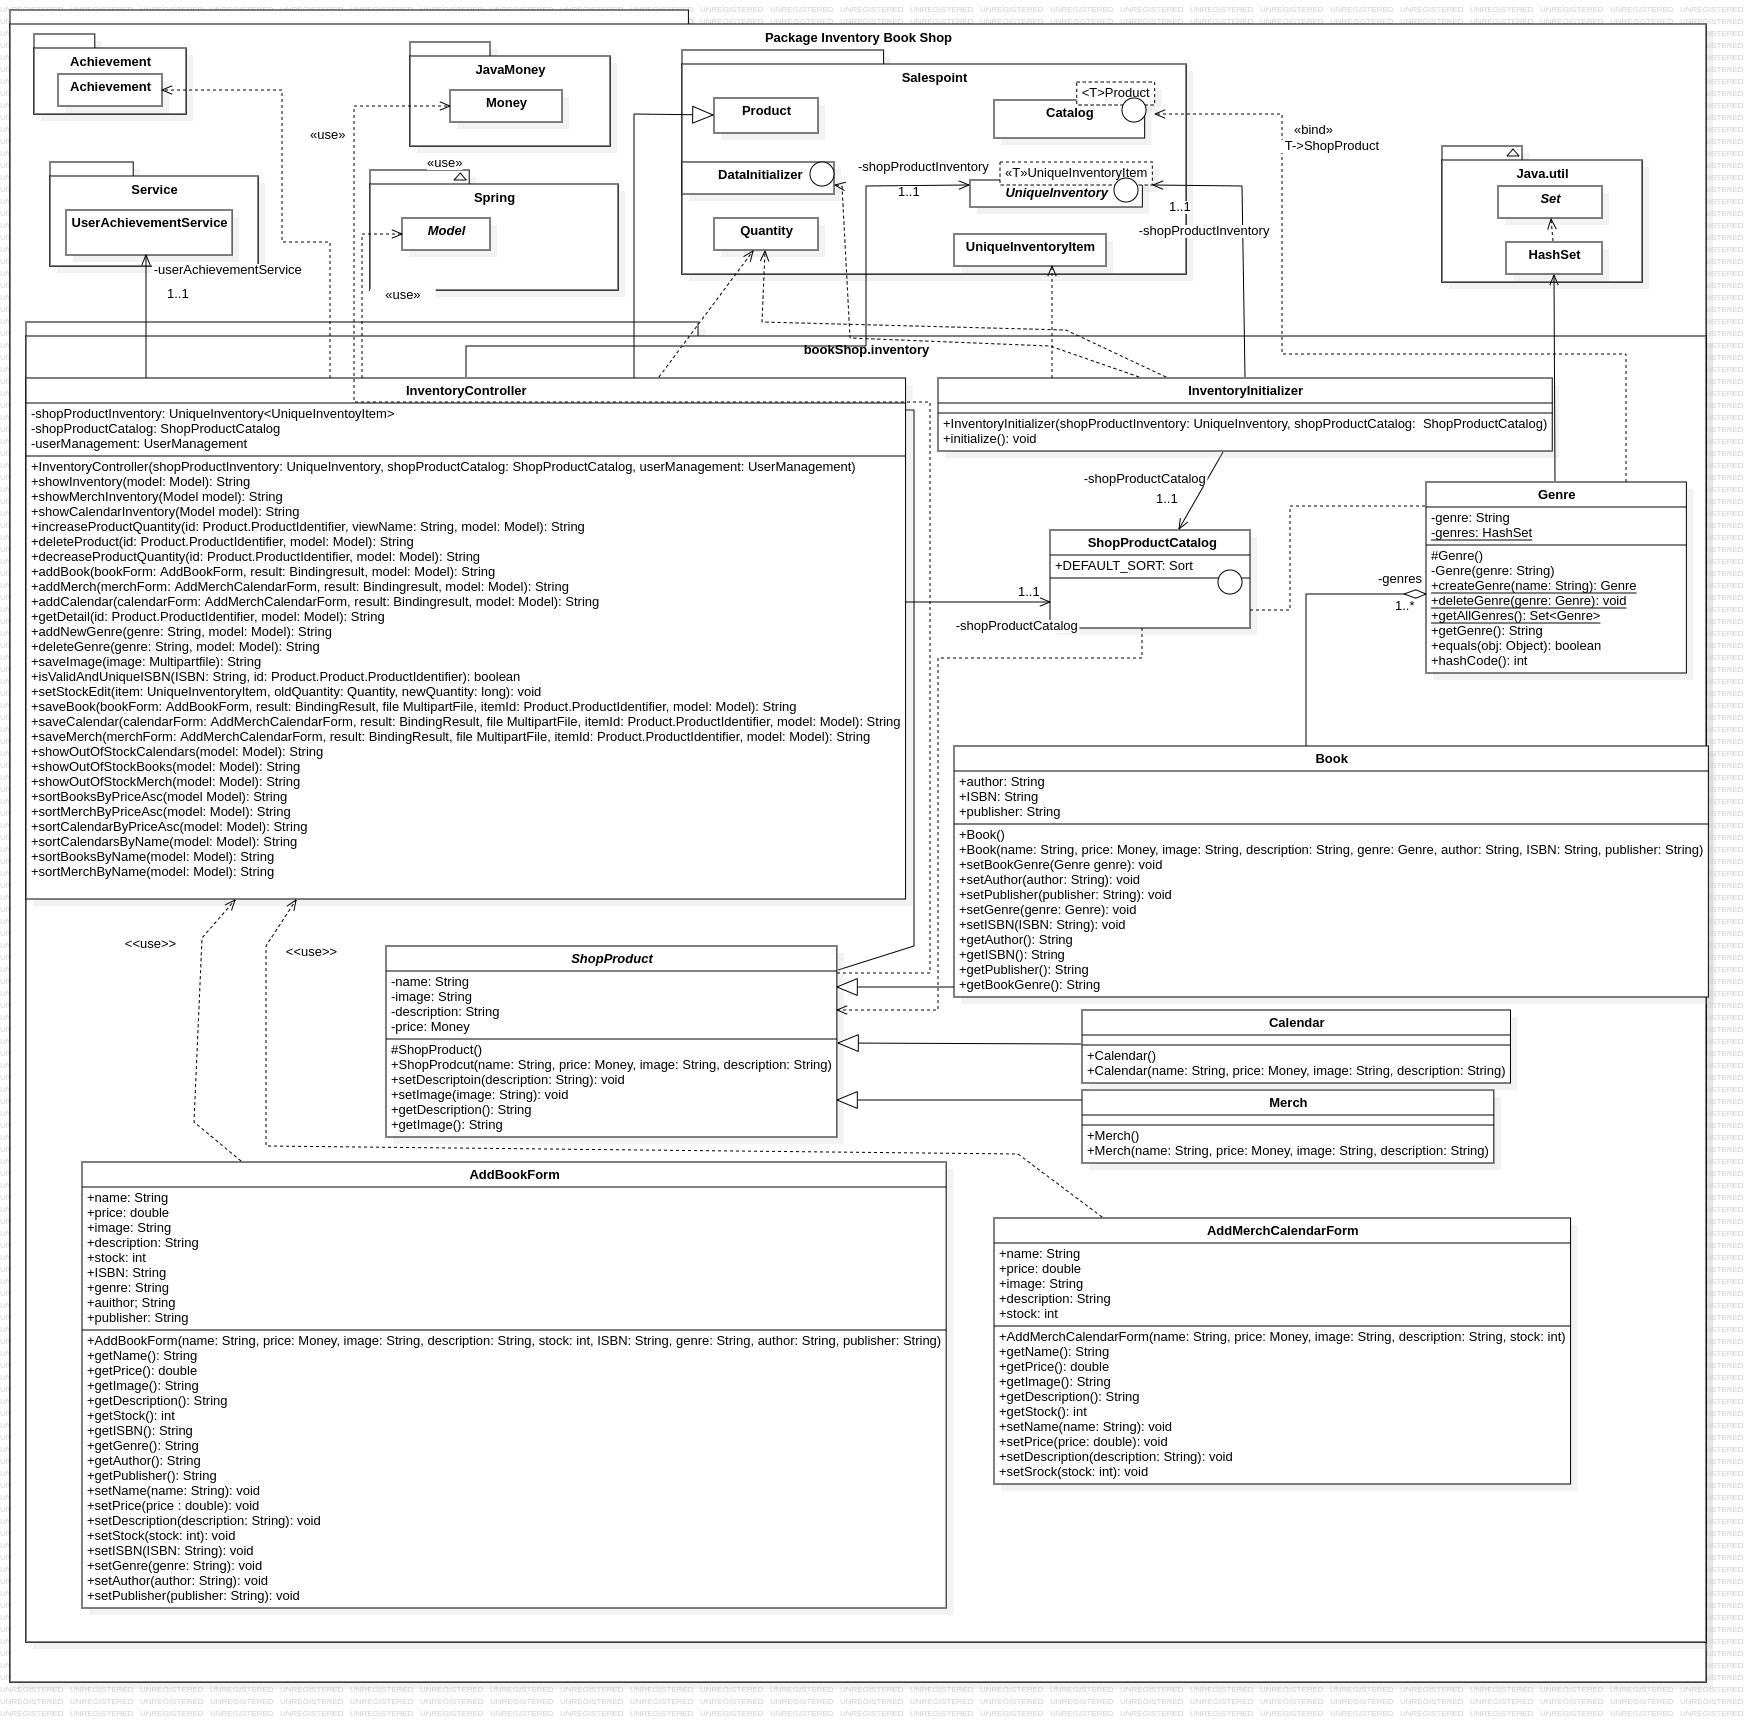 Package Inventory Book Shop
Achievement
Achievement
JavaMoney
Money
Salespoint
Product
<T>Product
Catalog
DataInitializer
-shopProductInventory
1..1
«T»UniqueInventoryItem
UniqueInventory
Quantity
UniqueInventoryItem
1..1
-shopProductInventory
«use»
«use»
«bind»
T->ShopProduct
Service
UserAchievementService
-userAchievementService
1..1
Spring
Model
«use»
Java.util
Set
HashSet
bookShop.inventory
InventoryController
-shopProductInventory: UniqueInventory<UniqueInventoyItem>
-shopProductCatalog: ShopProductCatalog
-userManagement: UserManagement
+InventoryController(shopProductInventory: UniqueInventory, shopProductCatalog: ShopProductCatalog, userManagement: UserManagement)
+showInventory(model: Model): String
+showMerchInventory(Model model): String
+showCalendarInventory(Model model): String
+increaseProductQuantity(id: Product.ProductIdentifier, viewName: String, model: Model): String
+deleteProduct(id: Product.ProductIdentifier, model: Model): String
+decreaseProductQuantity(id: Product.ProductIdentifier, model: Model): String
+addBook(bookForm: AddBookForm, result: Bindingresult, model: Model): String
+addMerch(merchForm: AddMerchCalendarForm, result: Bindingresult, model: Model): String
+addCalendar(calendarForm: AddMerchCalendarForm, result: Bindingresult, model: Model): String
+getDetail(id: Product.ProductIdentifier, model: Model): String
+addNewGenre(genre: String, model: Model): String
+deleteGenre(genre: String, model: Model): String
+saveImage(image: Multipartfile): String
+isValidAndUniqueISBN(ISBN: String, id: Product.Product.ProductIdentifier): boolean
+setStockEdit(item: UniqueInventoryItem, oldQuantity: Quantity, newQuantity: long): void
+saveBook(bookForm: AddBookForm, result: BindingResult, file MultipartFile, itemId: Product.ProductIdentifier, model: Model): String
+saveCalendar(calendarForm: AddMerchCalendarForm, result: BindingResult, file MultipartFile, itemId: Product.ProductIdentifier, model: Model): String
+saveMerch(merchForm: AddMerchCalendarForm, result: BindingResult, file MultipartFile, itemId: Product.ProductIdentifier, model: Model): String
+showOutOfStockCalendars(model: Model): String
+showOutOfStockBooks(model: Model): String
+showOutOfStockMerch(model: Model): String
+sortBooksByPriceAsc(model Model): String
+sortMerchByPriceAsc(model: Model): String
+sortCalendarByPriceAsc(model: Model): String
+sortCalendarsByName(model: Model): String
+sortBooksByName(model: Model): String
+sortMerchByName(model: Model): String
InventoryInitializer
+InventoryInitializer(shopProductInventory: UniqueInventory, shopProductCatalog:  ShopProductCatalog)
+initialize(): void
-shopProductCatalog
1..1
ShopProductCatalog
+DEFAULT_SORT: Sort
1..1
-shopProductCatalog
Genre
-genre: String
-genres: HashSet
#Genre()
-Genre(genre: String)
+createGenre(name: String): Genre
+deleteGenre(genre: Genre): void
+getAllGenres(): Set<Genre>
+getGenre(): String
+equals(obj: Object): boolean
+hashCode(): int
-genres
1..*
Book
+author: String
+ISBN: String
+publisher: String
+Book()
+Book(name: String, price: Money, image: String, description: String, genre: Genre, author: String, ISBN: String, publisher: String)
+setBookGenre(Genre genre): void
+setAuthor(author: String): void
+setPublisher(publisher: String): void
+setGenre(genre: Genre): void
+setISBN(ISBN: String): void
+getAuthor(): String
+getISBN(): String
+getPublisher(): String
+getBookGenre(): String
<<use>>
<<use>>
ShopProduct
-name: String
-image: String
-description: String
-price: Money
#ShopProduct()
+ShopProdcut(name: String, price: Money, image: String, description: String)
+setDescriptoin(description: String): void
+setImage(image: String): void
+getDescription(): String
+getImage(): String
Calendar
+Calendar()
+Calendar(name: String, price: Money, image: String, description: String)
Merch
+Merch()
+Merch(name: String, price: Money, image: String, description: String)
AddBookForm
+name: String
+price: double
+image: String
+description: String
+stock: int
+ISBN: String
+genre: String
+auithor; String
+publisher: String
+AddBookForm(name: String, price: Money, image: String, description: String, stock: int, ISBN: String, genre: String, author: String, publisher: String)
+getName(): String
+getPrice(): double
+getImage(): String
+getDescription(): String
+getStock(): int
+getISBN(): String
+getGenre(): String
+getAuthor(): String
+getPublisher(): String
+setName(name: String): void
+setPrice(price : double): void
+setDescription(description: String): void
+setStock(stock: int): void
+setISBN(ISBN: String): void
+setGenre(genre: String): void
+setAuthor(author: String): void
+setPublisher(publisher: String): void
AddMerchCalendarForm
+name: String
+price: double
+image: String
+description: String
+stock: int
+AddMerchCalendarForm(name: String, price: Money, image: String, description: String, stock: int)
+getName(): String
+getPrice(): double
+getImage(): String
+getDescription(): String
+getStock(): int
+setName(name: String): void
+setPrice(price: double): void
+setDescription(description: String): void
+setSrock(stock: int): void